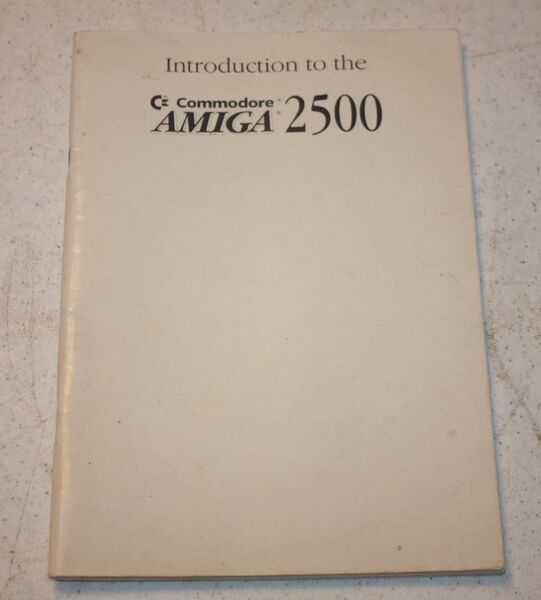 Introduction to the
Commodore®
AMIGA® 2500